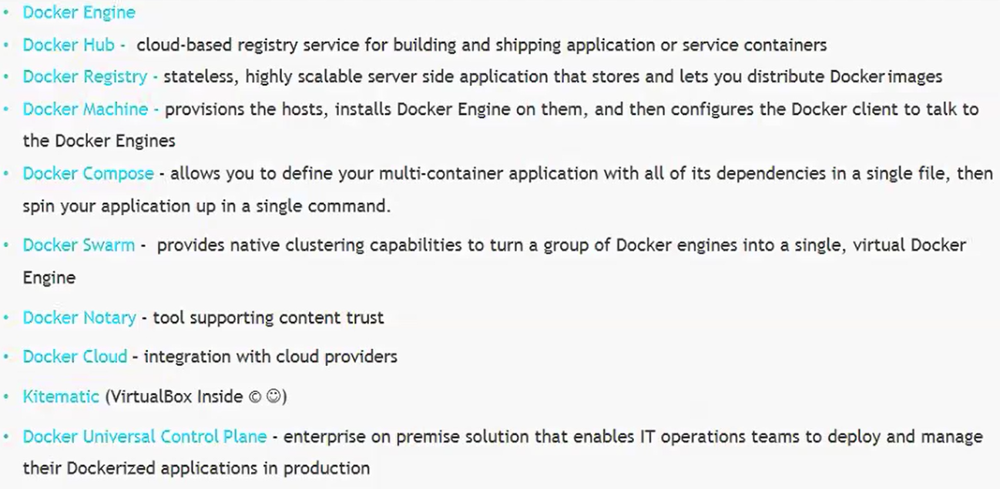 • Docker Engine
• Docker Hub - cloud-based registry service for building and shipping application or service containers
• Docker Registry - stateless, highly scalable server side application that stores and lets you distribute Docker images
• Docker Machine - provisions the hosts, installs Docker Engine on them, and then configures the Docker client to talk to
the Docker Engines
• Docker Compose - allows you to define your multi-container application with all of its dependencies in a single file, then
spin your application up in a single command.
• Docker Swarm - provides native clustering capabilities to turn a group of Docker engines into a single, virtual Docker
Engine
• Docker Notary - tool supporting content trust
• Docker Cloud - integration with cloud providers
• Kitematic (VirtualBox Inside © ☺)
• Docker Universal Control Plane - enterprise on premise solution that enables IT operations teams to deploy and manage
their Dockerized applications in production